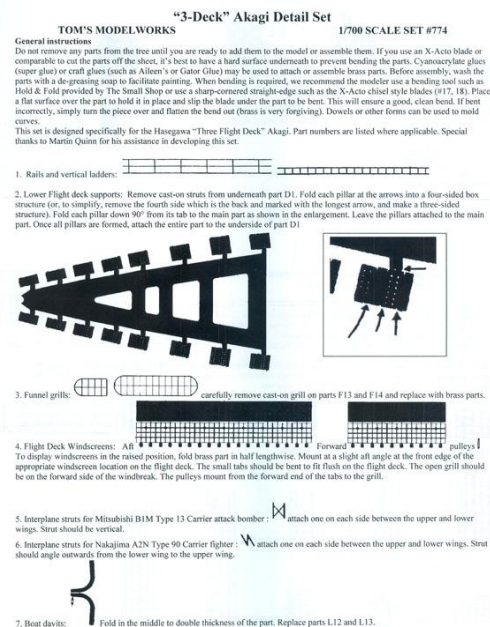 “3-Deck” Akagi Detail Set
TOM'S MODELWORKS 1/700 SCALE SET #774
General instructions
Do not remove any parts from the tree until you are ready to add them to the model or assemble them. If you use an X-Acto blade or
comparable to cut the parts off the sheet, it's best to have a hard surface underneath to prevent bending the parts. Cyanoacrylate glues
(super glue) or craft glues (such as Aileen's or Gator Glue) may be used to attach or assemble brass parts. Before assembly, wash the
parts with a de-greasing soap to facilitate painting. When bending is required, we recommend the modeler use a bending tool such as
Hold & Fold provided by The Small Shop or use a sharp-cornered straight-edge such as the X-Acto chisel style blades (#17, 18). Place
a flat surface over the part to hold it in place and slip the blade under the part to be bent. This will ensure a good, clean bend. If bent
incorrectly, simply turn the piece over and flatten the bend out (brass is very forgiving). Dowels or other forms can be used to mold
curves.
This set is designed specifically for the Hasegawa “Three Flight Deck” Akagi. Part numbers are listed where applicable. Special
thanks to Martin Quinn for his assistance in developing this set.
1. Rails and vertical ladders:
2. Lower Flight deck supports: Remove cast-on struts from underneath part D1. Fold each pillar at the arrows into a four-sided box
structure (or, to simplify, remove the fourth side which is the back and marked with the longest arrow, and make a three-sided
structure). Fold each pillar down 90° from its tab to the main part as shown in the enlargement. Leave the pillars attached to the main
part. Once all pillars are formed, attach the entire part to the underside of part D1
3. Funnel grills: carefully remove cast-on grill on parts F13 and F14 and replace with brass parts.
4. Flight Deck Windscreens: Aft Forward pulleys
To display windscreens in the raised position, fold brass part in half lengthwise. Mount at a slight aft angle at the front edge of the
appropriate windscreen location on the flight deck. The small tabs should be bent to fit flush on the flight deck. The open grill should
be on the forward side of the windbreak. The pulleys mount from the forward end of the tabs to the grill.
5. Interplane struts for Mitsubishi B1M Type 13 Carrier attack bomber : attach one on each side between the upper and lower
wings. Strut should be vertical.
6. Interplane struts for Nakajima A2N Type 90 Carrier fighter : attach one on each side between the upper and lower wings. Strut
should angle outwards from the lower wing to the upper wing.
7. Boat davits: Fold in the middle to double thickness of the part. Replace parts L12 and L13.